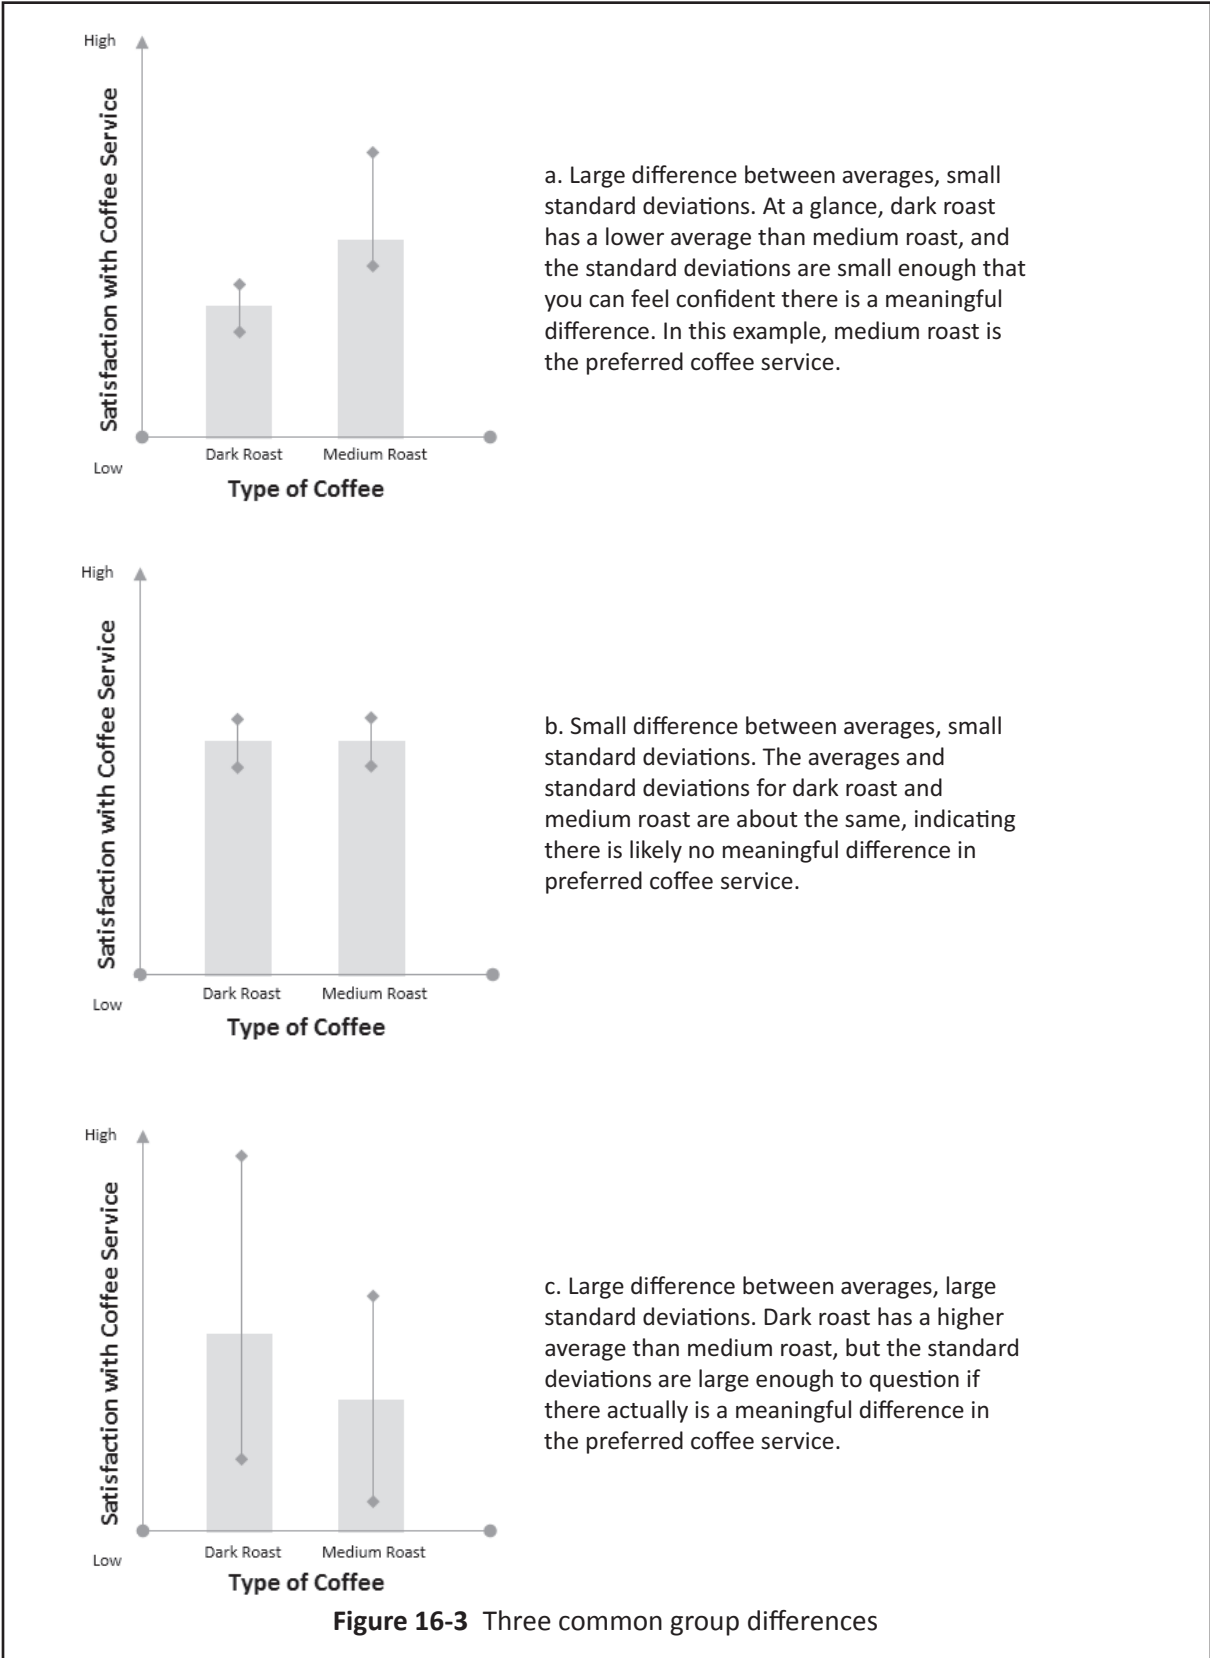 High
Satisfaction with Coffee Service
a. Large difference between averages, small
standard deviations. At a glance, dark roast
has a lower average than medium roast, and
the standard deviations are small enough that
you can feel confident there is a meaningful
difference. In this example, medium roast is
the preferred coffee service.
Low
Dark Roast Medium Roast
Type of Coffee
High
Satisfaction with Coffee Service
b. Small difference between averages, small
standard deviations. The averages and
standard deviations for dark roast and
medium roast are about the same, indicating
there is likely no meaningful difference in
preferred coffee service.
Low
Dark Roast Medium Roast
Type of Coffee
High
Satisfaction with Coffee Service
c. Large difference between averages, large
standard deviations. Dark roast has a higher
average than medium roast, but the standard
deviations are large enough to question if
there actually is a meaningful difference in
the preferred coffee service.
Low
Dark Roast Medium Roast
Type of Coffee
Figure 16-3 Three common group differences